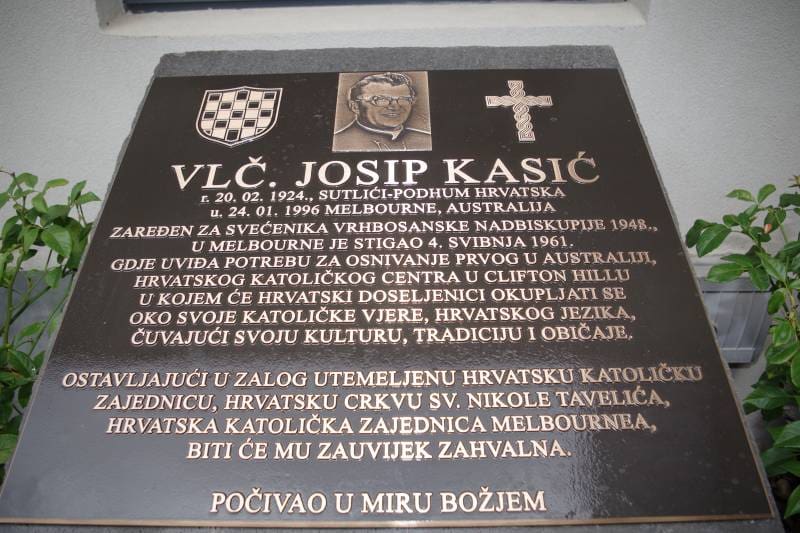 VLČ. JOSIP KASIĆ
r. 20. 02. 1924., SUTLIĆI-PODHUM HRVATSKA
u. 24. 01. 1996 MELBOURNE, AUSTRALIJA
ZAREĐEN ZA SVEĆENIKA VRHBOSANSKE NADBISKUPIJE 1948.,
U MELBOURNE JE STIGAO 4. SVIBNJA 1961.
GDJE UVIĐA POTREBU ZA OSNIVANJE PRVOG U AUSTRALIJI,
HRVATSKOG KATOLIČKOG CENTRA U CLIFTON HILLU
U KOJEM ĆE HRVATSKI DOSELJENICI OKUPLJATI SE
OKO SVOJE KATOLIČKE VJERE, HRVATSKOG JEZIKA,
ČUVAJUĆI SVOJU KULTURU, TRADICIJU I OBIČAJE.
OSTAVLJAJUĆI U ZALOG UTEMELJENU HRVATSKU KATOLIČKU
ZAJEDNICU, HRVATSKU CRKVU SV. NIKOLE TAVELIĆA,
HRVATSKA KATOLIČKA ZAJEDNICA MELBOURNEA,
BITI ĆE MU ZAUVIJEK ZAHVALNA.
POČIVAO U MIRU BOŽJEM